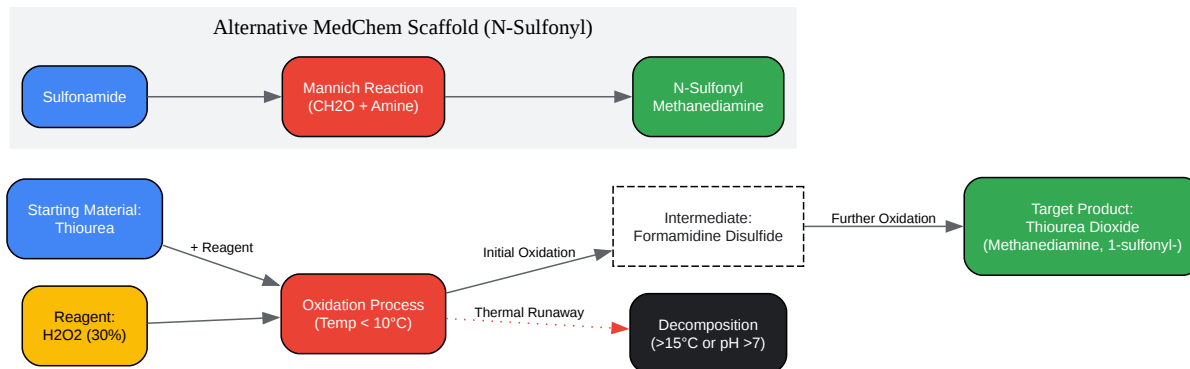 Alternative MedChem Scaffold (N-Sulfonyl)
Sulfonamide
Mannich Reaction
(CH2O + Amine)
N-Sulfonyl
Methanediamine
Starting Material:
Thiourea
+ Reagent
Reagent:
H2O2 (30%)
Oxidation Process
(Temp < 10°C)
Initial Oxidation
Thermal Runaway
Intermediate:
Formamidine Disulfide
Decomposition
(>15°C or pH >7)
Further Oxidation
Target Product:
Thiourea Dioxide
(Methanediamine, 1-sulfonyl-)